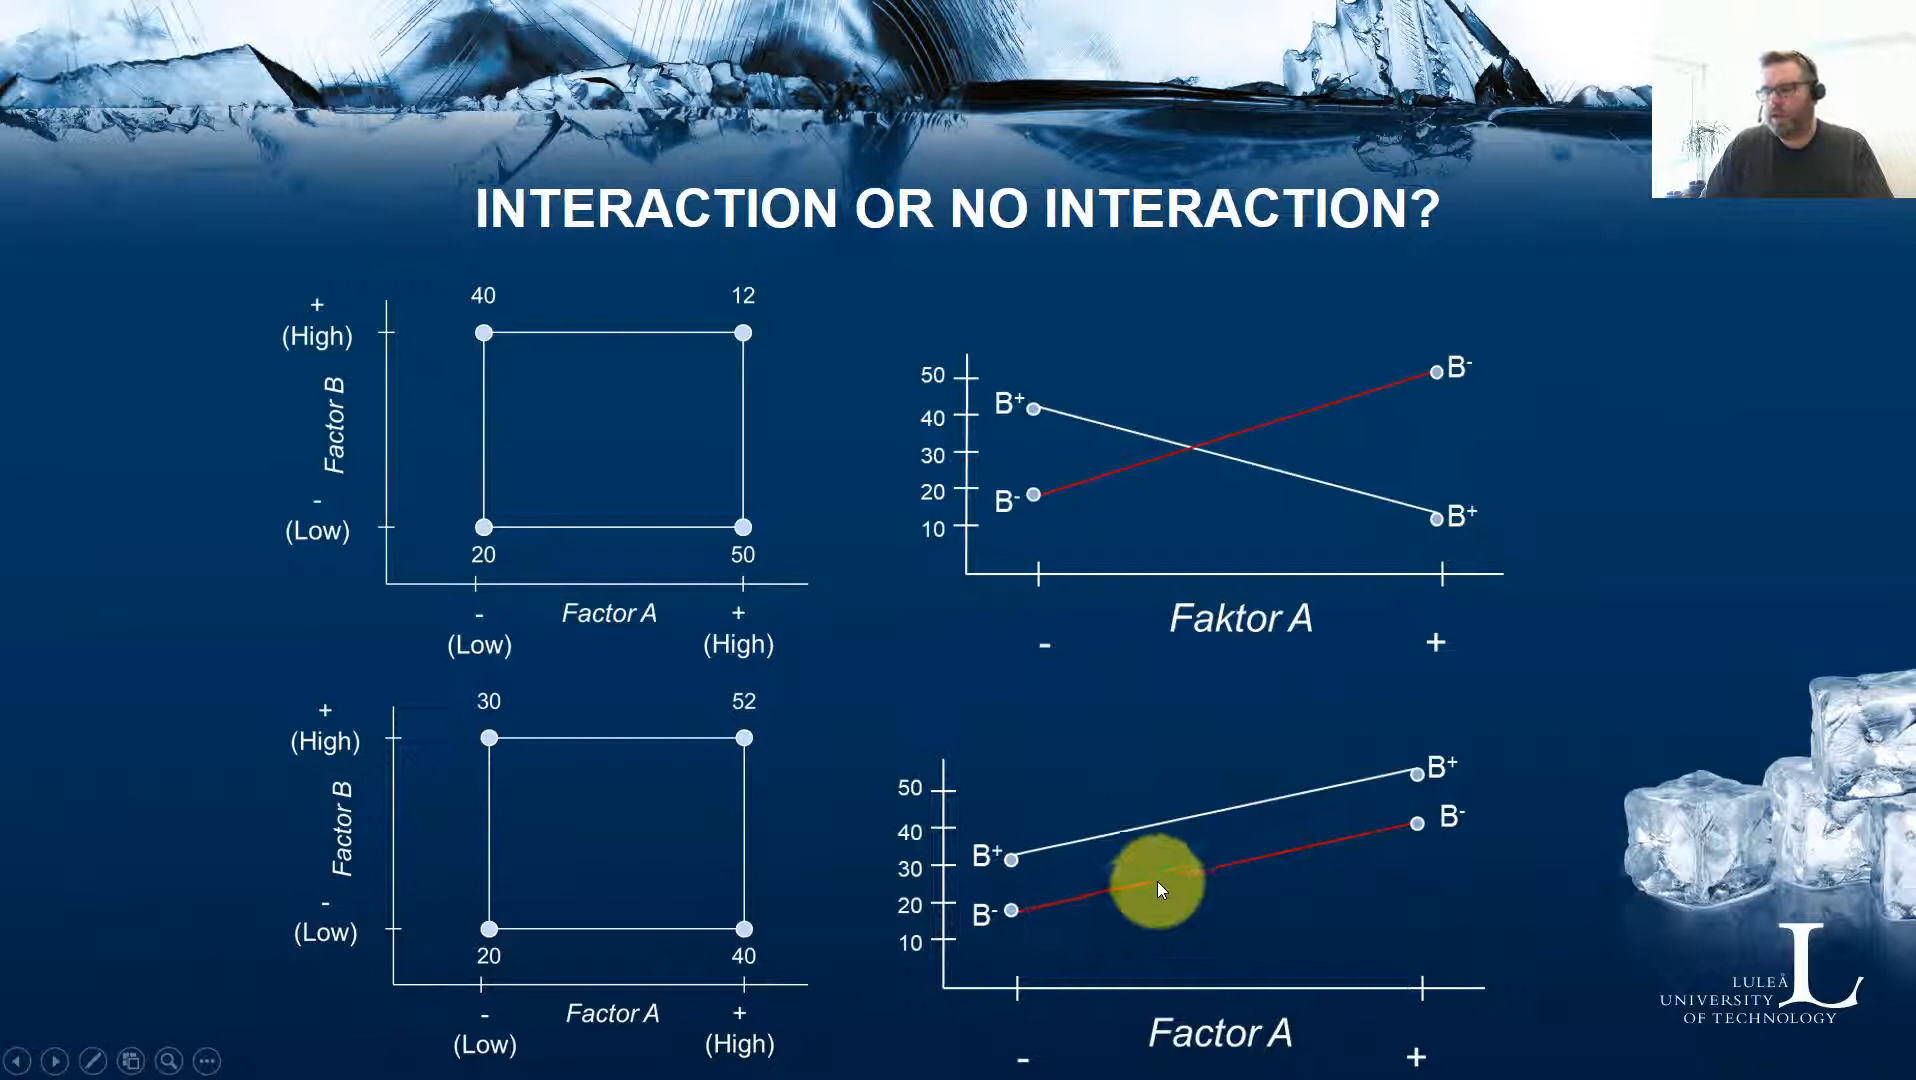 INTERACTION OR NO INTERACTION?
40
12
+
(High)
Factor B
-
(Low)
20
50
-
(Low)
Factor A
+
(High)
50
40
30
20
10
B+
B-
B-
B+
Faktor A
-
+
30
52
+
(High)
Factor B
-
(Low)
20
40
-
(Low)
Factor A
+
(High)
50
40
30
20
10
B+
B-
B+
B-
Factor A
-
+
LULEÅ
UNIVERSITY
OF TECHNOLOGY
L